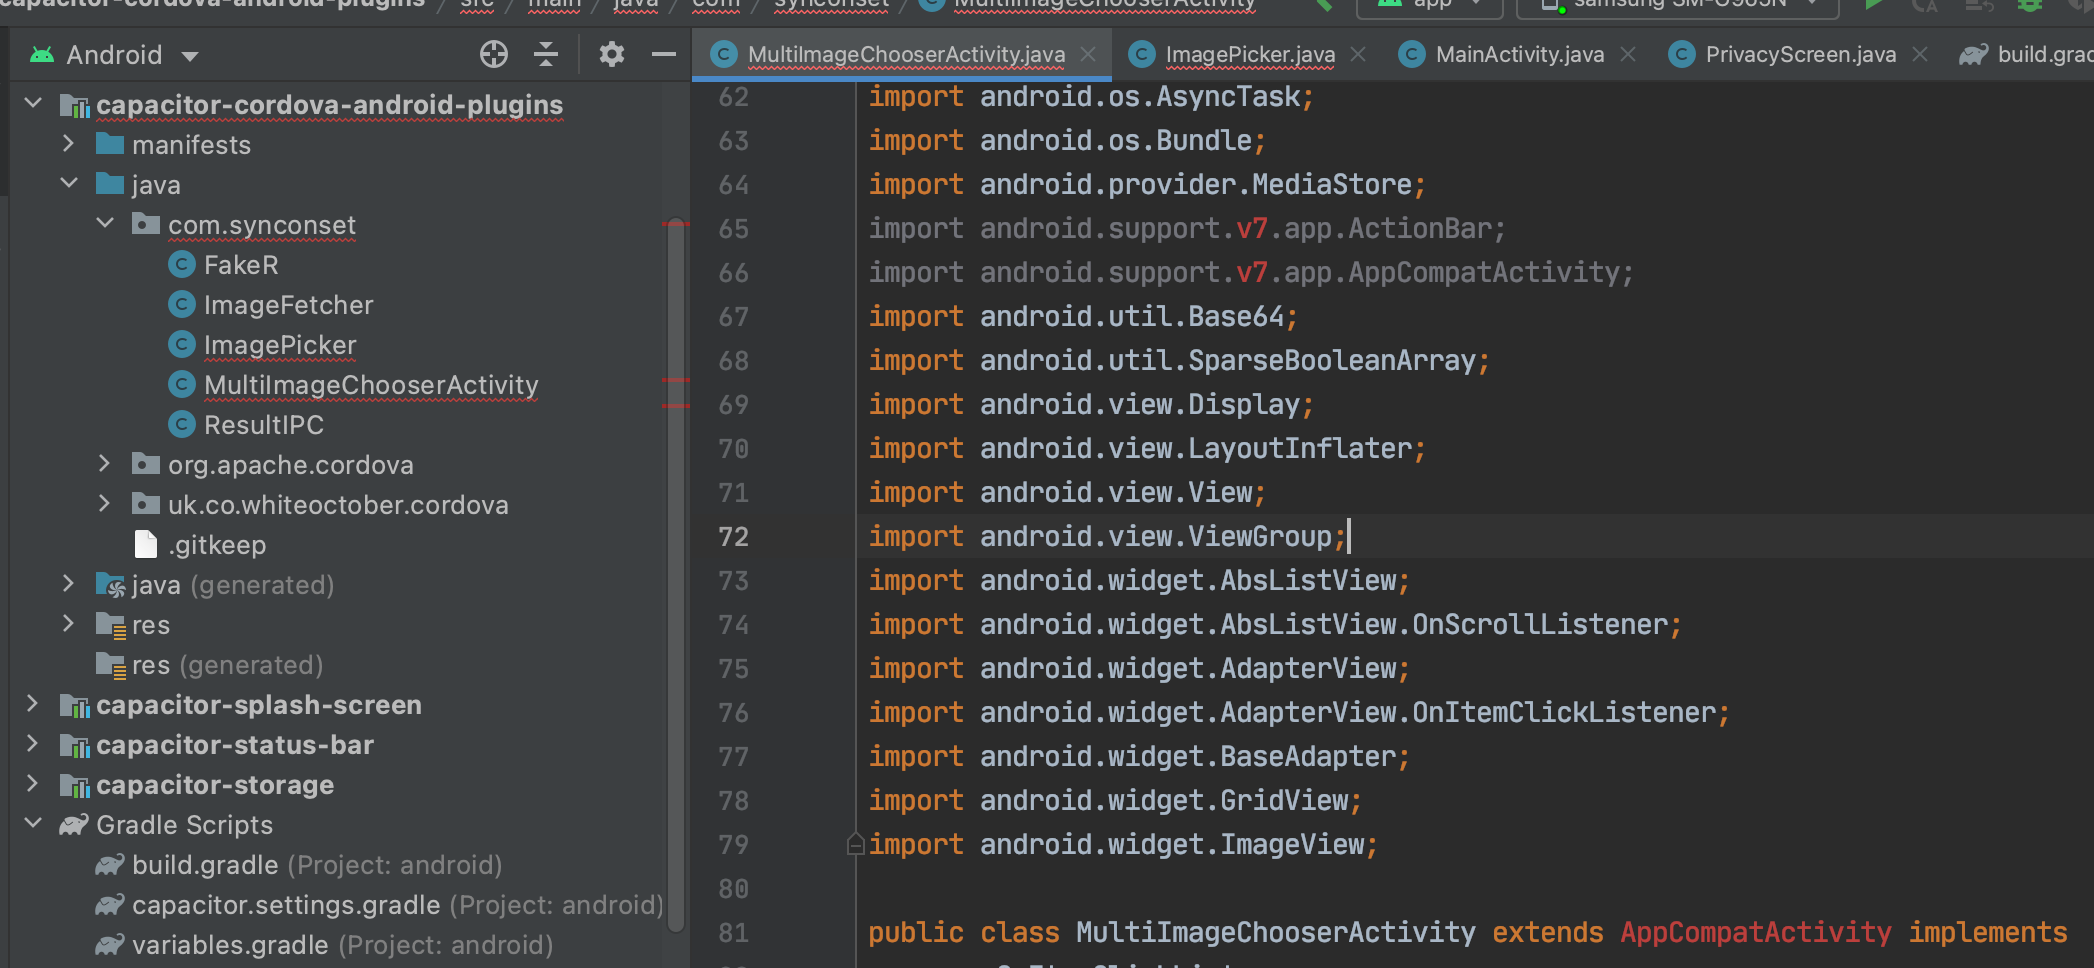 capacitor-cordova-android-plugins / src / main / java / com / synconset / MultiImageChooserActivity app samsung SM-G965N
Android
MultiImageChooserActivity.java ImagePicker.java MainActivity.java PrivacyScreen.java build.grad
capacitor-cordova-android-plugins
manifests
java
com.synconset
FakeR
ImageFetcher
ImagePicker
MultiImageChooserActivity
ResultIPC
org.apache.cordova
uk.co.whiteoctober.cordova
.gitkeep
java (generated)
res
res (generated)
capacitor-splash-screen
capacitor-status-bar
capacitor-storage
Gradle Scripts
build.gradle (Project: android)
capacitor.settings.gradle (Project: android)
variables.gradle (Project: android)
62 import android.os.AsyncTask;
63 import android.os.Bundle;
64 import android.provider.MediaStore;
65 import android.support.v7.app.ActionBar;
66 import android.support.v7.app.AppCompatActivity;
67 import android.util.Base64;
68 import android.util.SparseBooleanArray;
69 import android.view.Display;
70 import android.view.LayoutInflater;
71 import android.view.View;
72 import android.view.ViewGroup;
73 import android.widget.AbsListView;
74 import android.widget.AbsListView.OnScrollListener;
75 import android.widget.AdapterView;
76 import android.widget.AdapterView.OnItemClickListener;
77 import android.widget.BaseAdapter;
78 import android.widget.GridView;
79 import android.widget.ImageView;
80
81 public class MultiImageChooserActivity extends AppCompatActivity implements